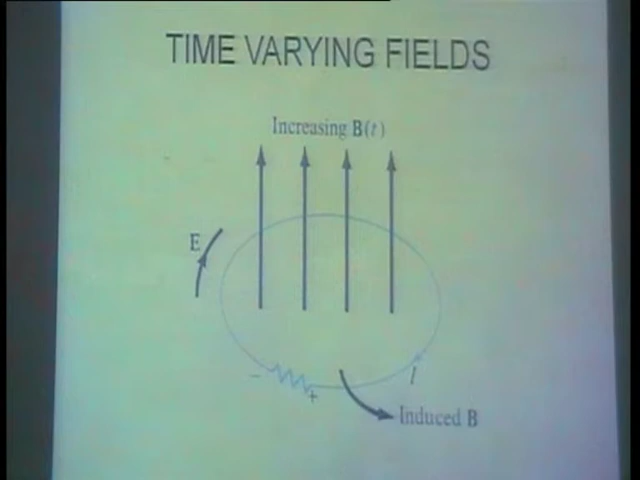 TIME VARYING FIELDS
Increasing B(t)
E
−
+
I
Induced B